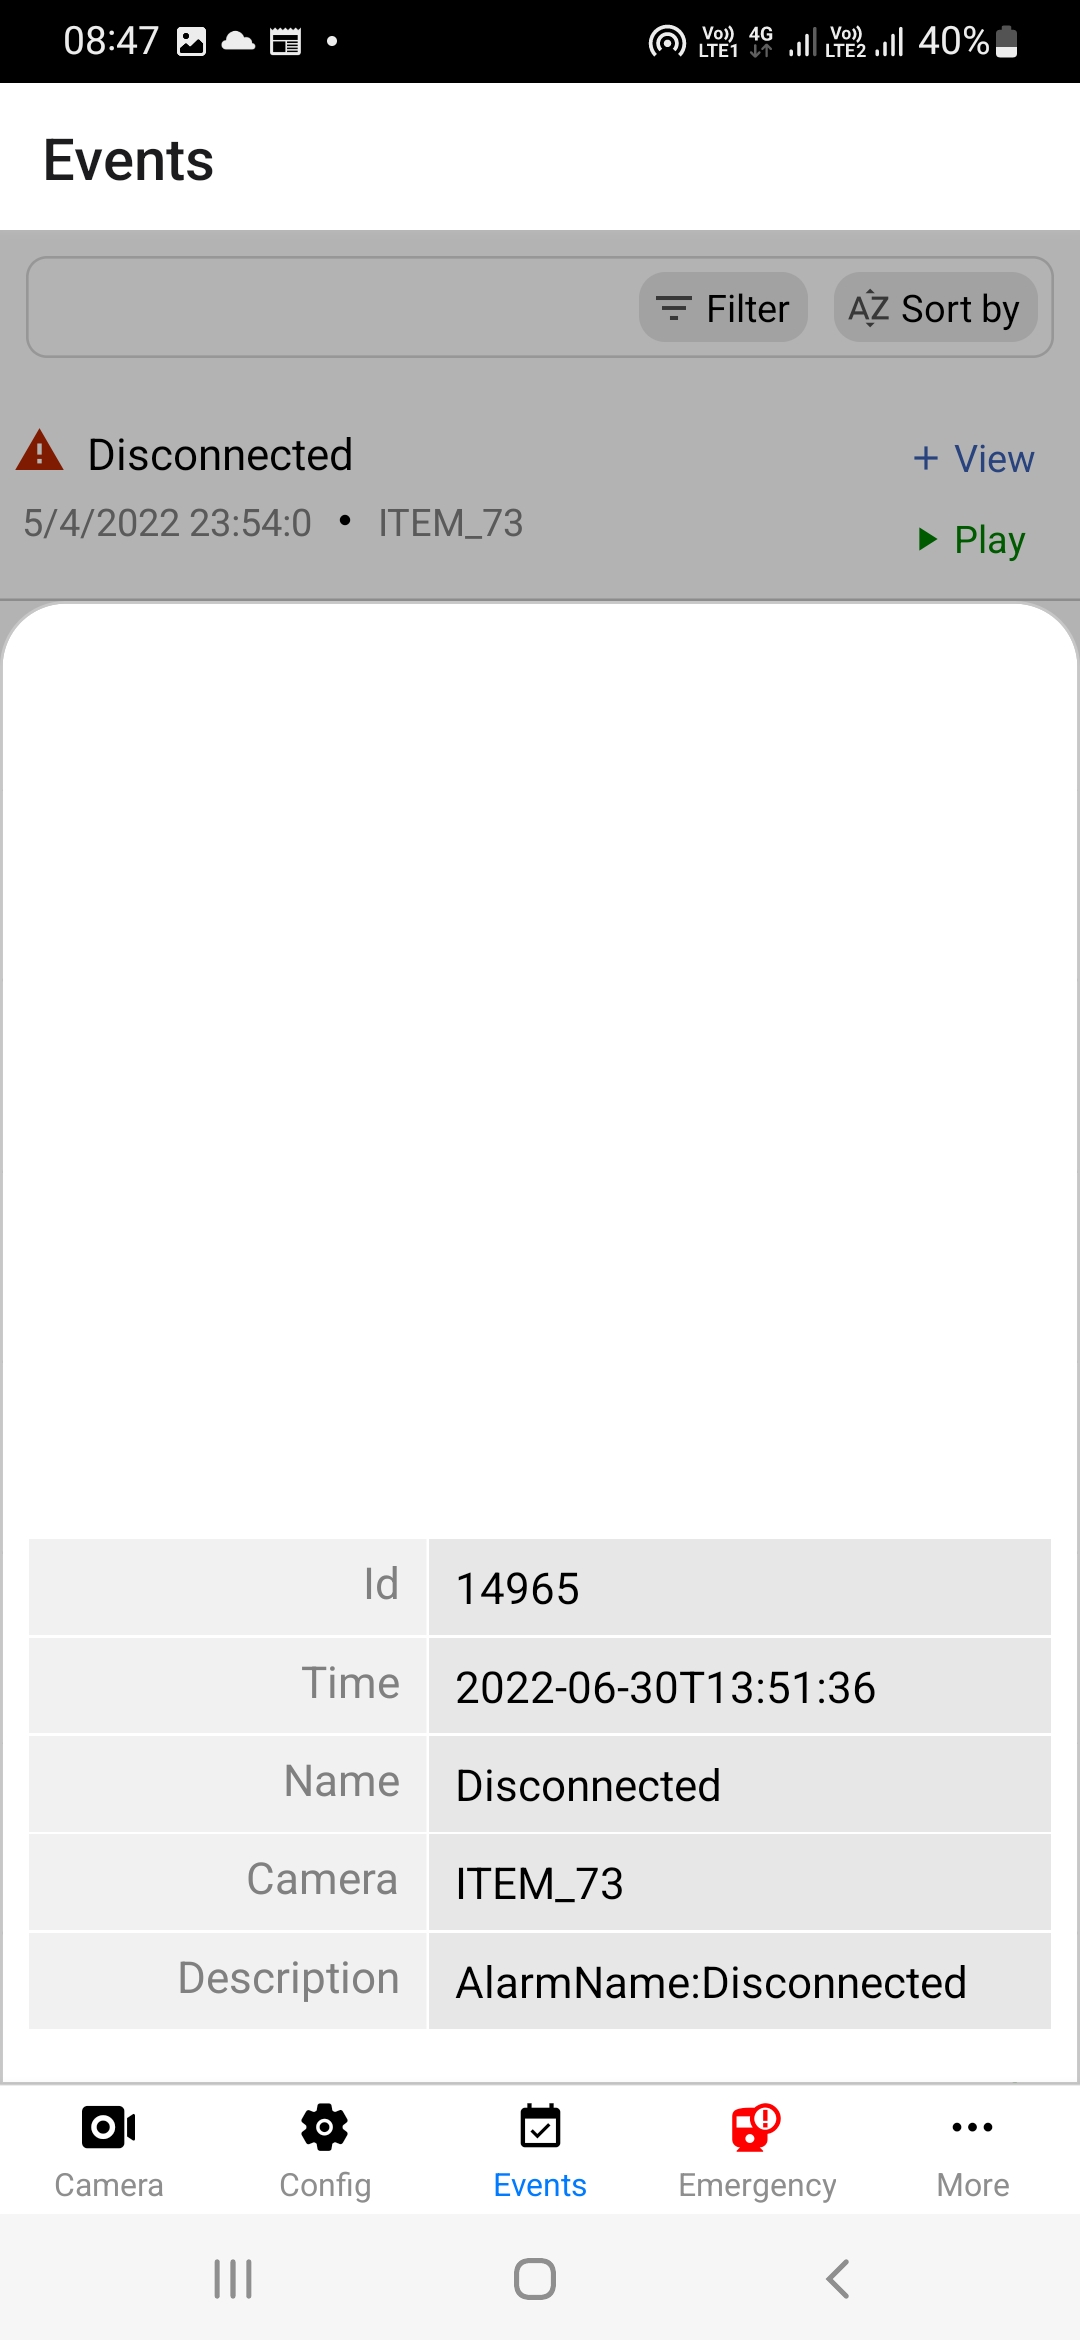 08:47 Vo)) LTE1 4G Vo)) LTE2 40%
Events
Filter AZ Sort by
Disconnected + View
5/4/2022 23:54:0 • ITEM_73
Play
Id 14965
Time 2022-06-30T13:51:36
Name Disconnected
Camera ITEM_73
Description AlarmName:Disconnected
Camera Config Events Emergency More